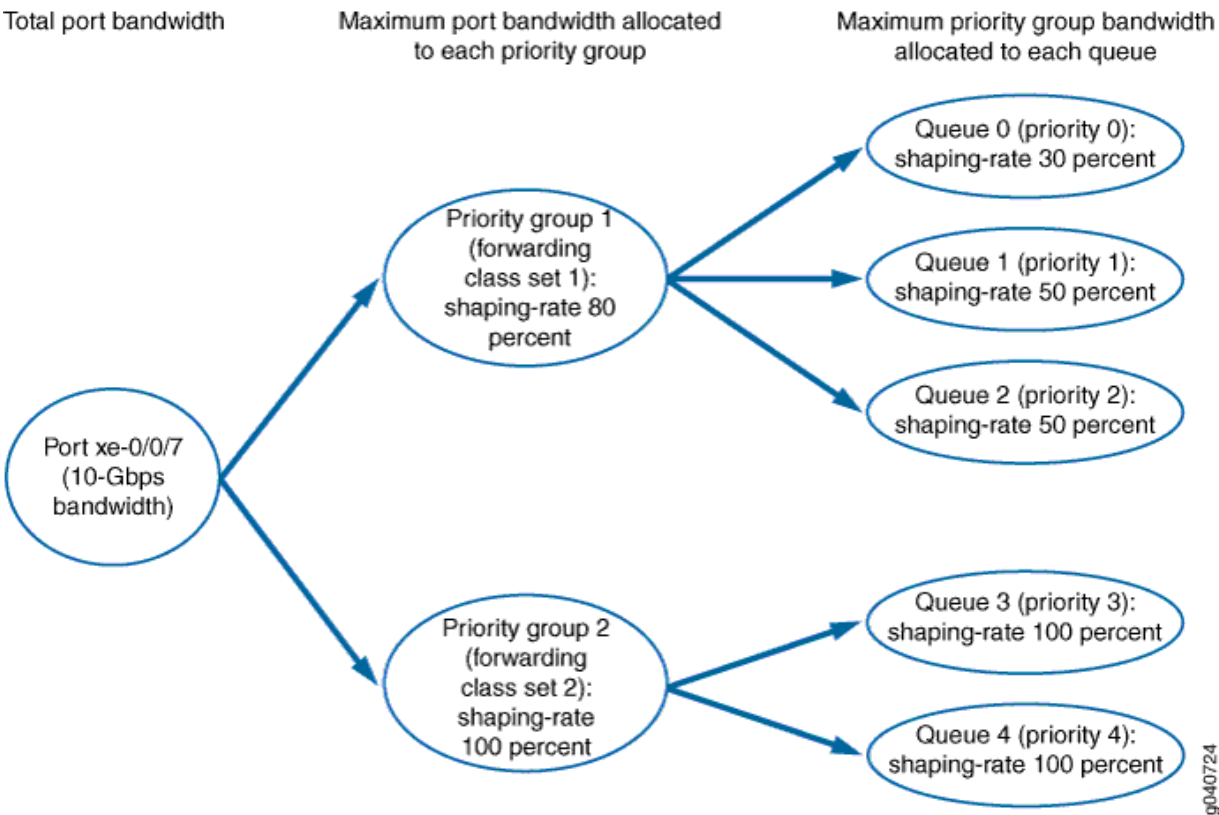 Total port bandwidth
Maximum port bandwidth allocated
to each priority group
Maximum priority group bandwidth
allocated to each queue
Port xe-0/0/7
(10-Gbps
bandwidth)
Priority group 1
(forwarding
class set 1):
shaping-rate 80
percent
Queue 0 (priority 0):
shaping-rate 30 percent
Queue 1 (priority 1):
shaping-rate 50 percent
Queue 2 (priority 2):
shaping-rate 50 percent
Priority group 2
(forwarding
class set 2):
shaping-rate
100 percent
Queue 3 (priority 3):
shaping-rate 100 percent
Queue 4 (priority 4):
shaping-rate 100 percent
g040724